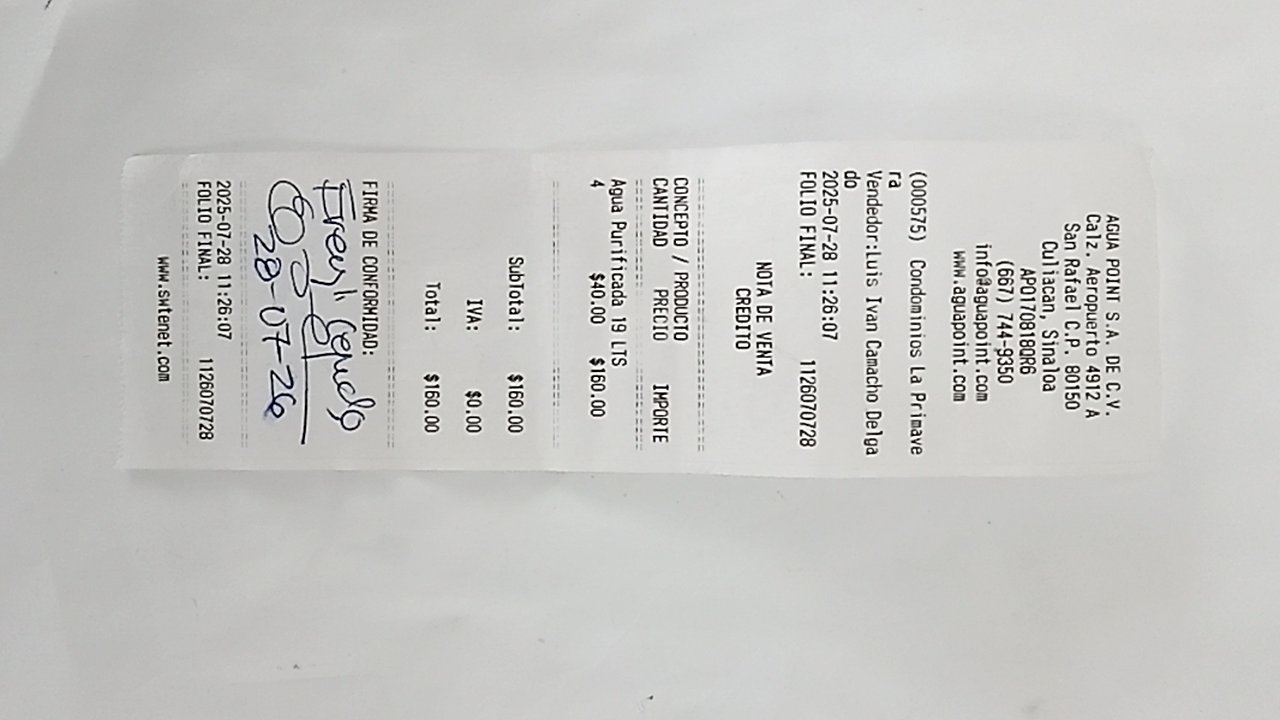 AGUA POINT S.A. DE C.V.
Calz. Aeropuerto 4912 A
San Rafael C.P. 80150
Culiacan, Sinaloa
APO170818QR6
(667) 744-9350
info@aguapoint.com
www.aguapoint.com
(000575) Condominios La Primave
ra
Vendedor:Luis Ivan Camacho Delga
do
2025-07-28 11:26:07
FOLIO FINAL: 1126070728
NOTA DE VENTA
CREDITO
CONCEPTO / PRODUCTO
CANTIDAD PRECIO IMPORTE
Agua Purificada 19 LTS
4 $40.00 $160.00
SubTotal: $160.00
IVA: $0.00
Total: $160.00
FIRMA DE CONFORMIDAD:
28-07-26
2025-07-28 11:26:07
FOLIO FINAL: 1126070728
www.smtenet.com